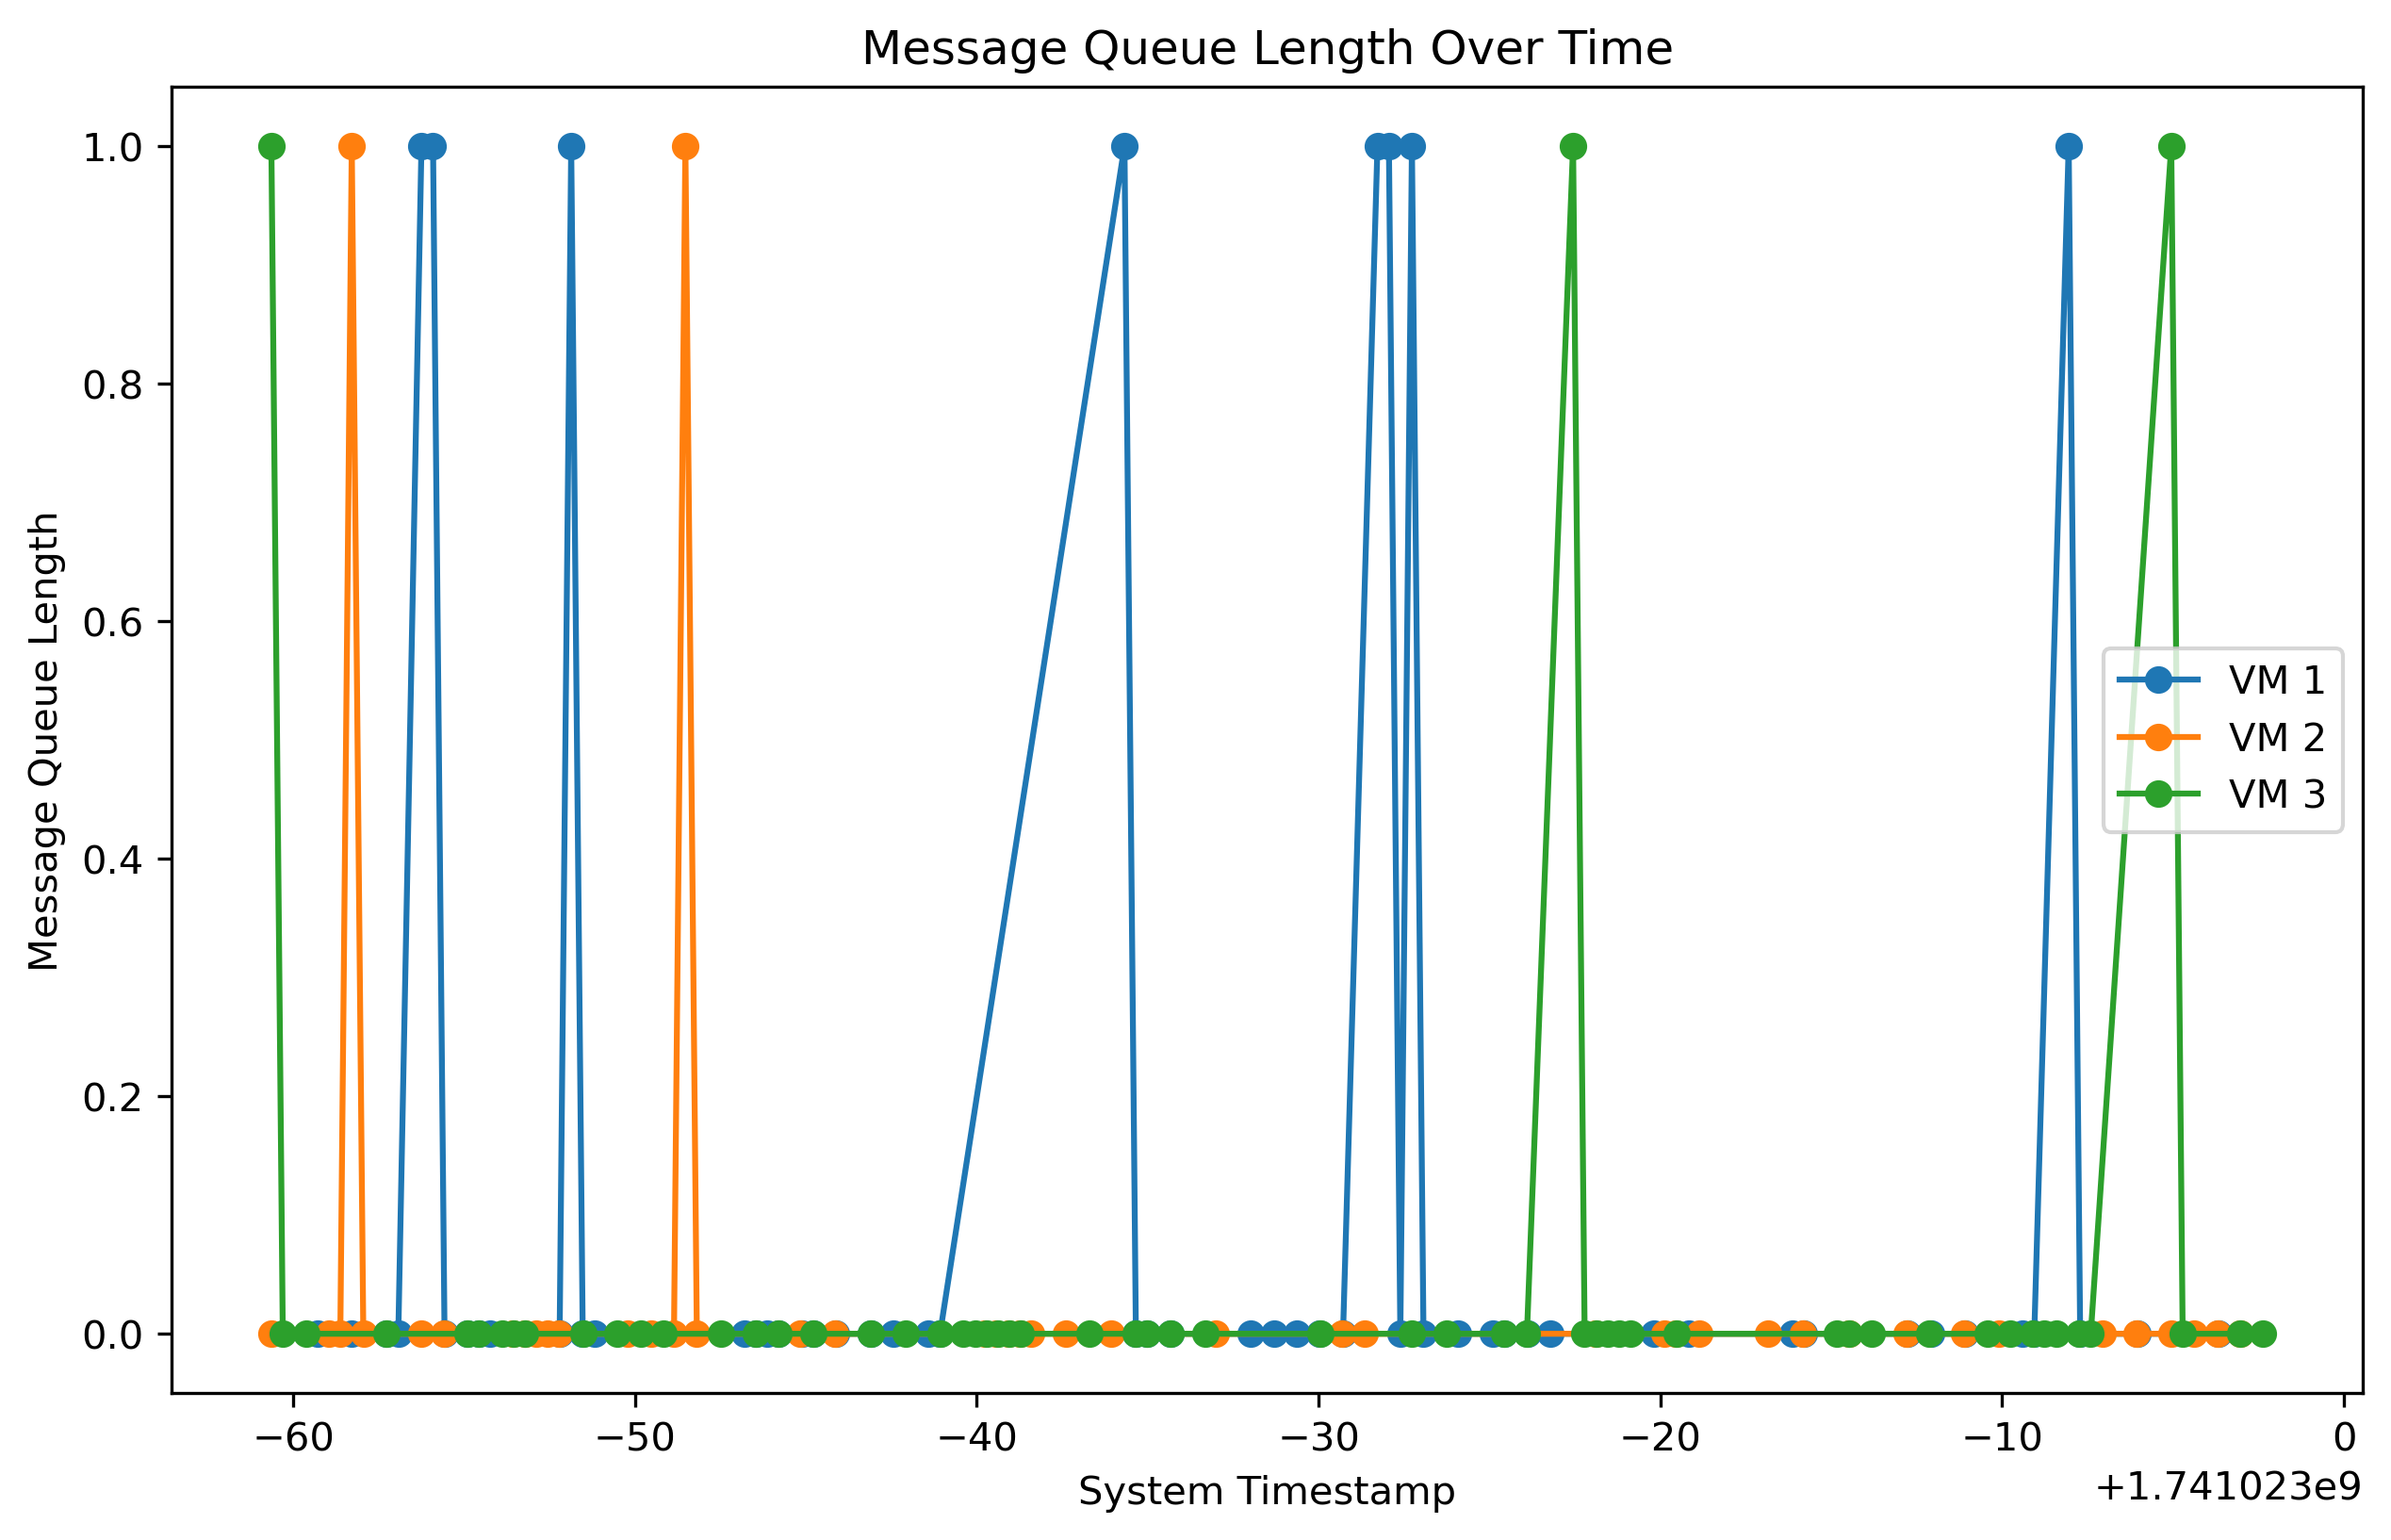 Message Queue Length Over Time
Message Queue Length
1.0
0.8
0.6
0.4
0.2
0.0
VM 1
VM 2
VM 3
−60
−50
−40
−30
−20
−10
0
System Timestamp
+1.741023e9